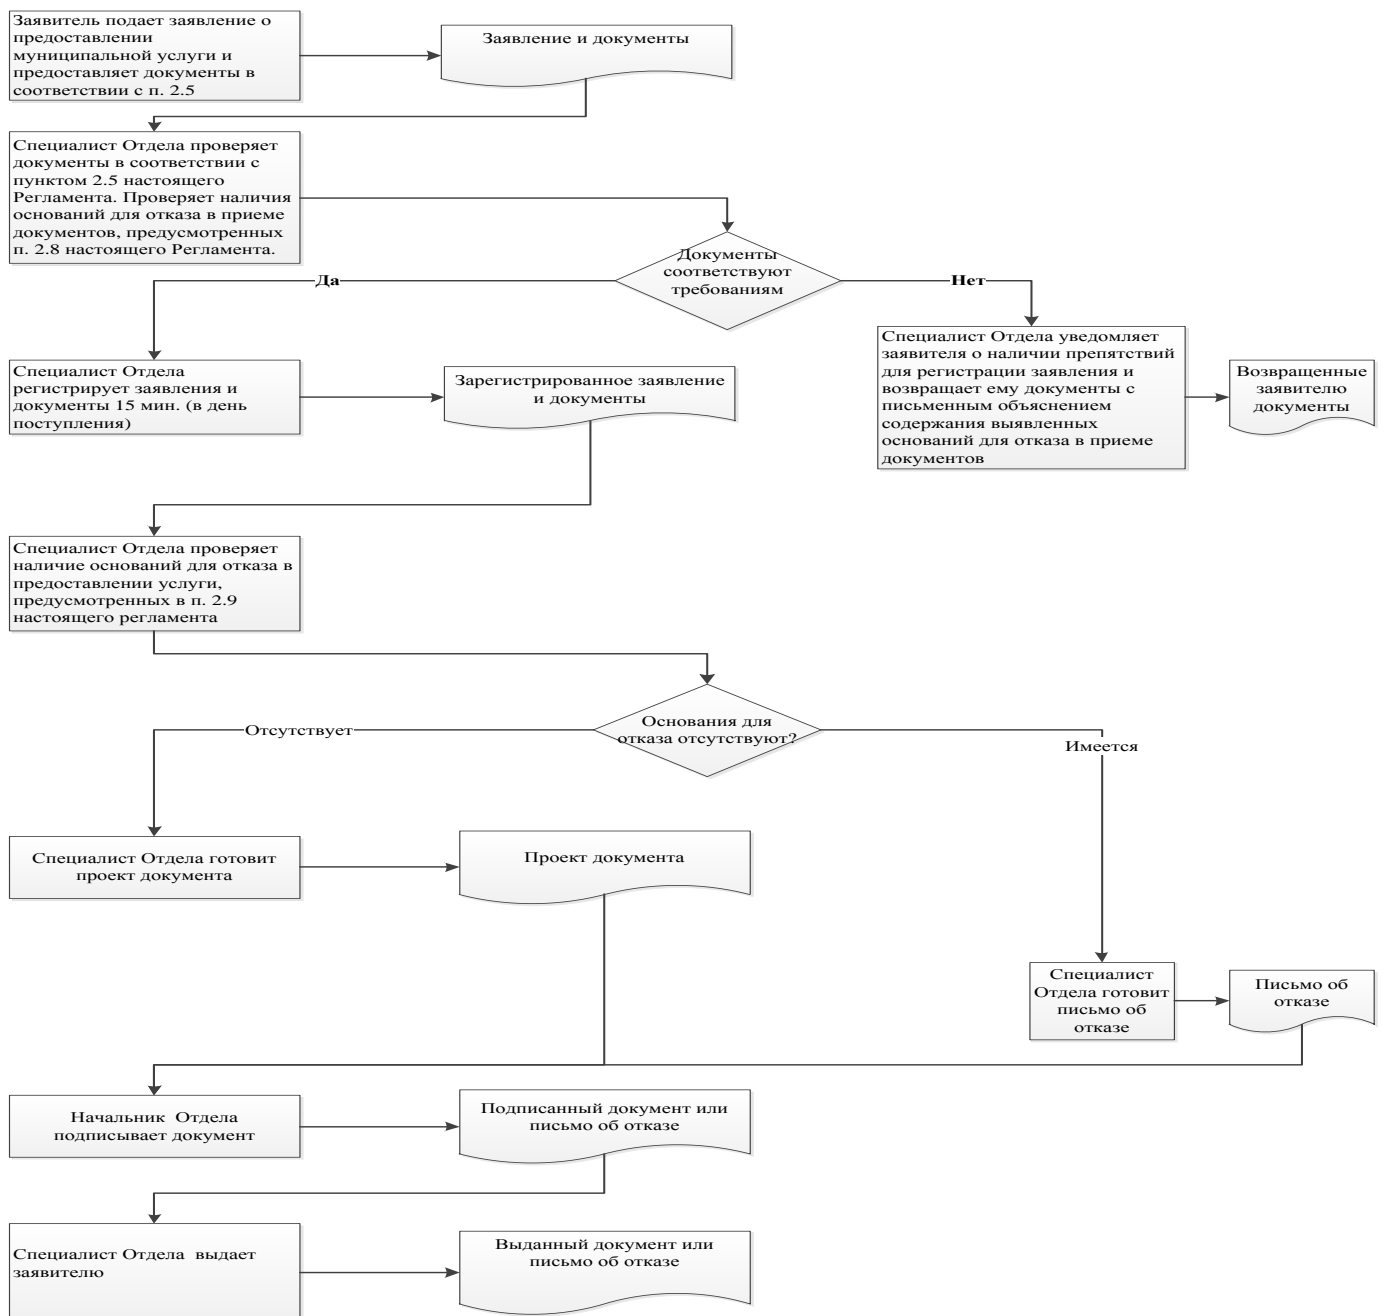 Заявитель подает заявление о
предоставлении
муниципальной услуги и
предоставляет документы в
соответствии с п. 2.5
Заявление и документы
Специалист Отдела проверяет
документы в соответствии с
пунктом 2.5 настоящего
Регламента. Проверяет наличия
оснований для отказа в приеме
документов, предусмотренных
п. 2.8 настоящего Регламента.
Документы
соответствуют
требованиям
Да
Нет
Специалист Отдела
регистрирует заявления и
документы 15 мин. (в день
поступления)
Зарегистрированное заявление
и документы
Специалист Отдела уведомляет
заявителя о наличии препятствий
для регистрации заявления и
возвращает ему документы с
письменным объяснением
содержания выявленных
оснований для отказа в приеме
документов
Возвращенные
заявителю
документы
Специалист Отдела проверяет
наличие оснований для отказа в
предоставлении услуги,
предусмотренных в п. 2.9
настоящего регламента
Основания для
отказа отсутствуют?
Отсутствует
Имеется
Специалист Отдела готовит
проект документа
Проект документа
Специалист
Отдела готовит
письмо об
отказе
Письмо об
отказе
Начальник  Отдела
подписывает документ
Подписанный документ или
письмо об отказе
Специалист Отдела  выдает
заявителю
Выданный документ или
письмо об отказе